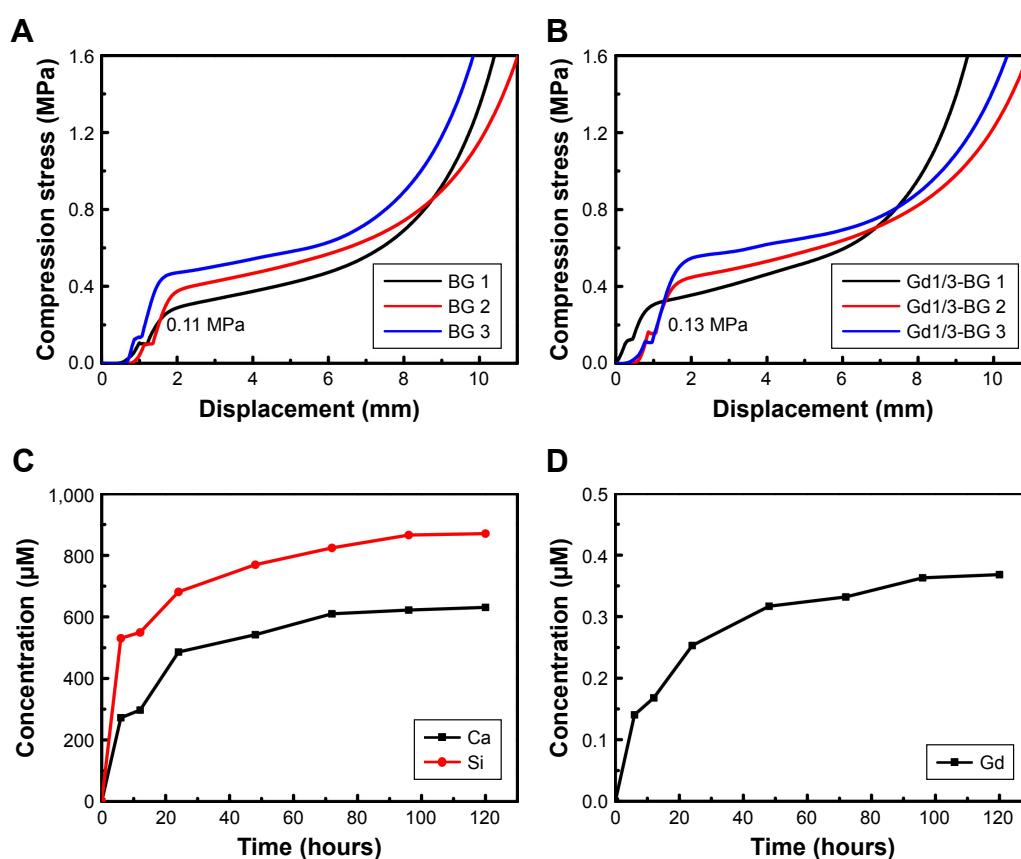 A
Compression stress (MPa)
1.6
1.2
0.8
0.4
0.0
0.11 MPa
BG 1
BG 2
BG 3
0 2 4 6 8 10
Displacement (mm)
B
Compression stress (MPa)
1.6
1.2
0.8
0.4
0.0
0.13 MPa
Gd1/3-BG 1
Gd1/3-BG 2
Gd1/3-BG 3
0 2 4 6 8 10
Displacement (mm)
C
Concentration (µM)
1,000
800
600
400
200
0
Ca
Si
0 20 40 60 80 100 120
Time (hours)
D
Concentration (µM)
0.5
0.4
0.3
0.2
0.1
0.0
Gd
0 20 40 60 80 100 120
Time (hours)